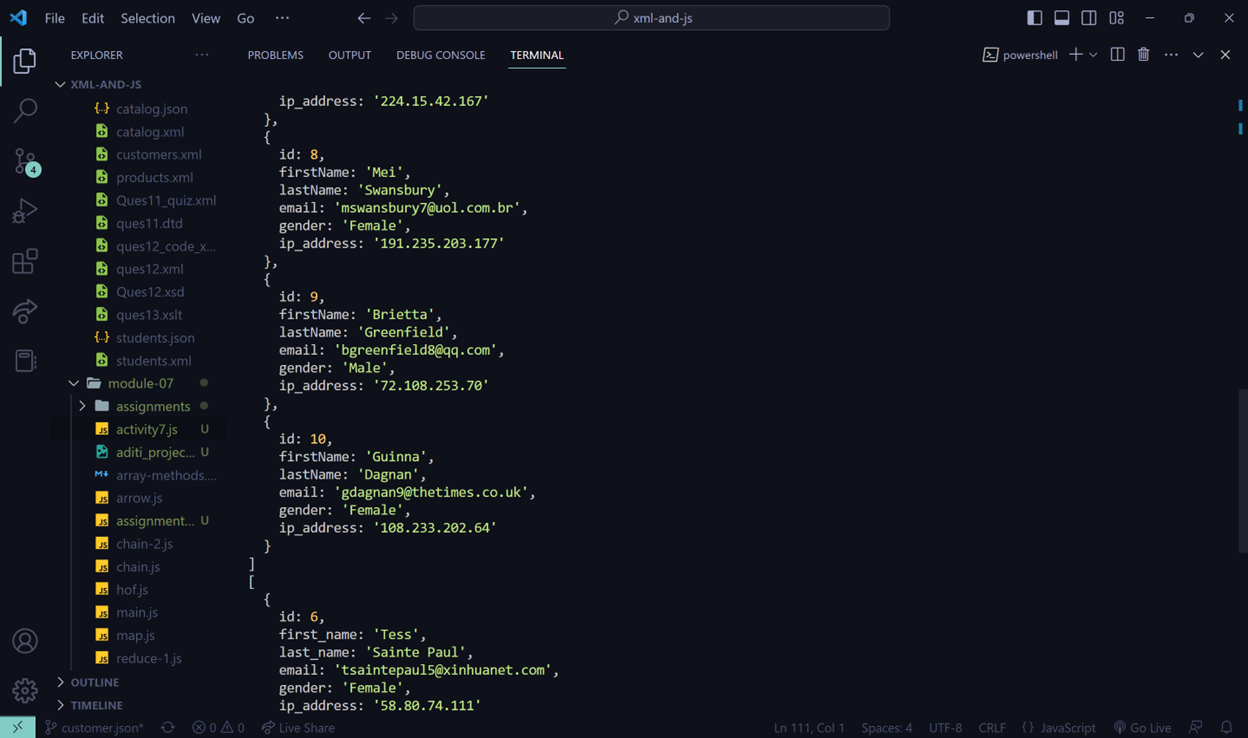 File Edit Selection View Go ···
xml-and-js
EXPLORER ···
PROBLEMS OUTPUT DEBUG CONSOLE TERMINAL
powershell
XML-AND-JS
catalog.json
catalog.xml
customers.xml
products.xml
Ques11_quiz.xml
ques11.dtd
ques12_code_x...
ques12.xml
Ques12.xsd
ques13.xslt
students.json
students.xml
module-07
assignments
activity7.js U
aditi_projec... U
array-methods....
arrow.js
assignment... U
chain-2.js
chain.js
hof.js
main.js
map.js
reduce-1.js
OUTLINE
TIMELINE
4
ip_address: '224.15.42.167'
},
{
id: 8,
firstName: 'Mei',
lastName: 'Swansbury',
email: 'mswansbury7@uol.com.br',
gender: 'Female',
ip_address: '191.235.203.177'
},
{
id: 9,
firstName: 'Brietta',
lastName: 'Greenfield',
email: 'bgreenfield8@qq.com',
gender: 'Male',
ip_address: '72.108.253.70'
},
{
id: 10,
firstName: 'Guinna',
lastName: 'Dagnan',
email: 'gdagnan9@thetimes.co.uk',
gender: 'Female',
ip_address: '108.233.202.64'
}
]
[
{
id: 6,
first_name: 'Tess',
last_name: 'Sainte Paul',
email: 'tsaintepaul5@xinhuanet.com',
gender: 'Female',
ip_address: '58.80.74.111'
customer.json* 0 0 Live Share Ln 111, Col 1 Spaces: 4 UTF-8 CRLF {} JavaScript Go Live